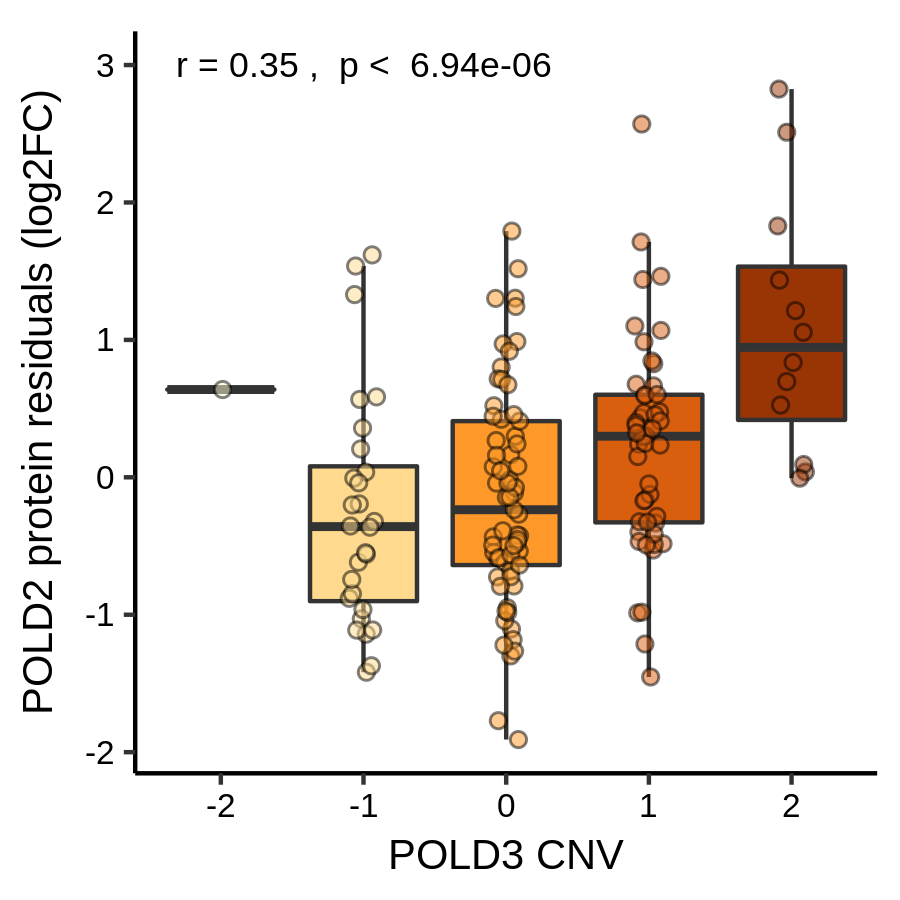 r = 0.35 ,  p <  6.94e-06
POLD2 protein residuals (log2FC)
3
2
1
0
-1
-2
-2 -1 0 1 2
POLD3 CNV